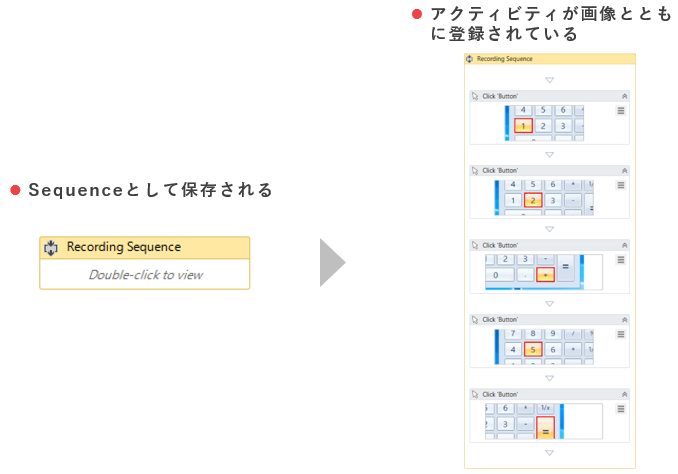 アクティビティが画像ととも
に登録されている
Sequenceとして保存される
Recording Sequence
Double-click to view
Recording Sequence
Click 'Button'
4 5 6
1 2 3 -
Click 'Button'
4 5 6 *
1 2 3 - =
Click 'Button'
2 3 - =
0 . +
Click 'Button'
7 8 9 /
4 5 6 *
Click 'Button'
6 * 1/x
2 3 - =